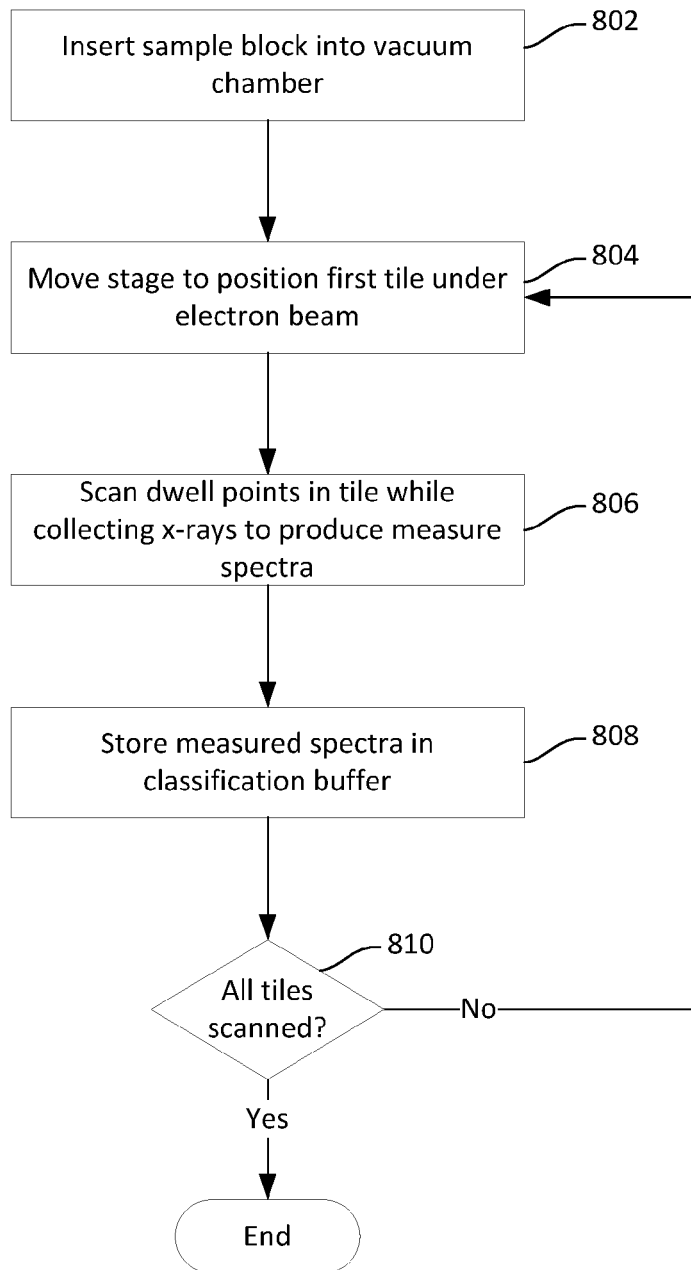 Insert sample block into vacuum
chamber
802
Move stage to position first tile under
electron beam
804
Scan dwell points in tile while
collecting x-rays to produce measure
spectra
806
Store measured spectra in
classification buffer
808
All tiles
scanned?
810
No
Yes
End